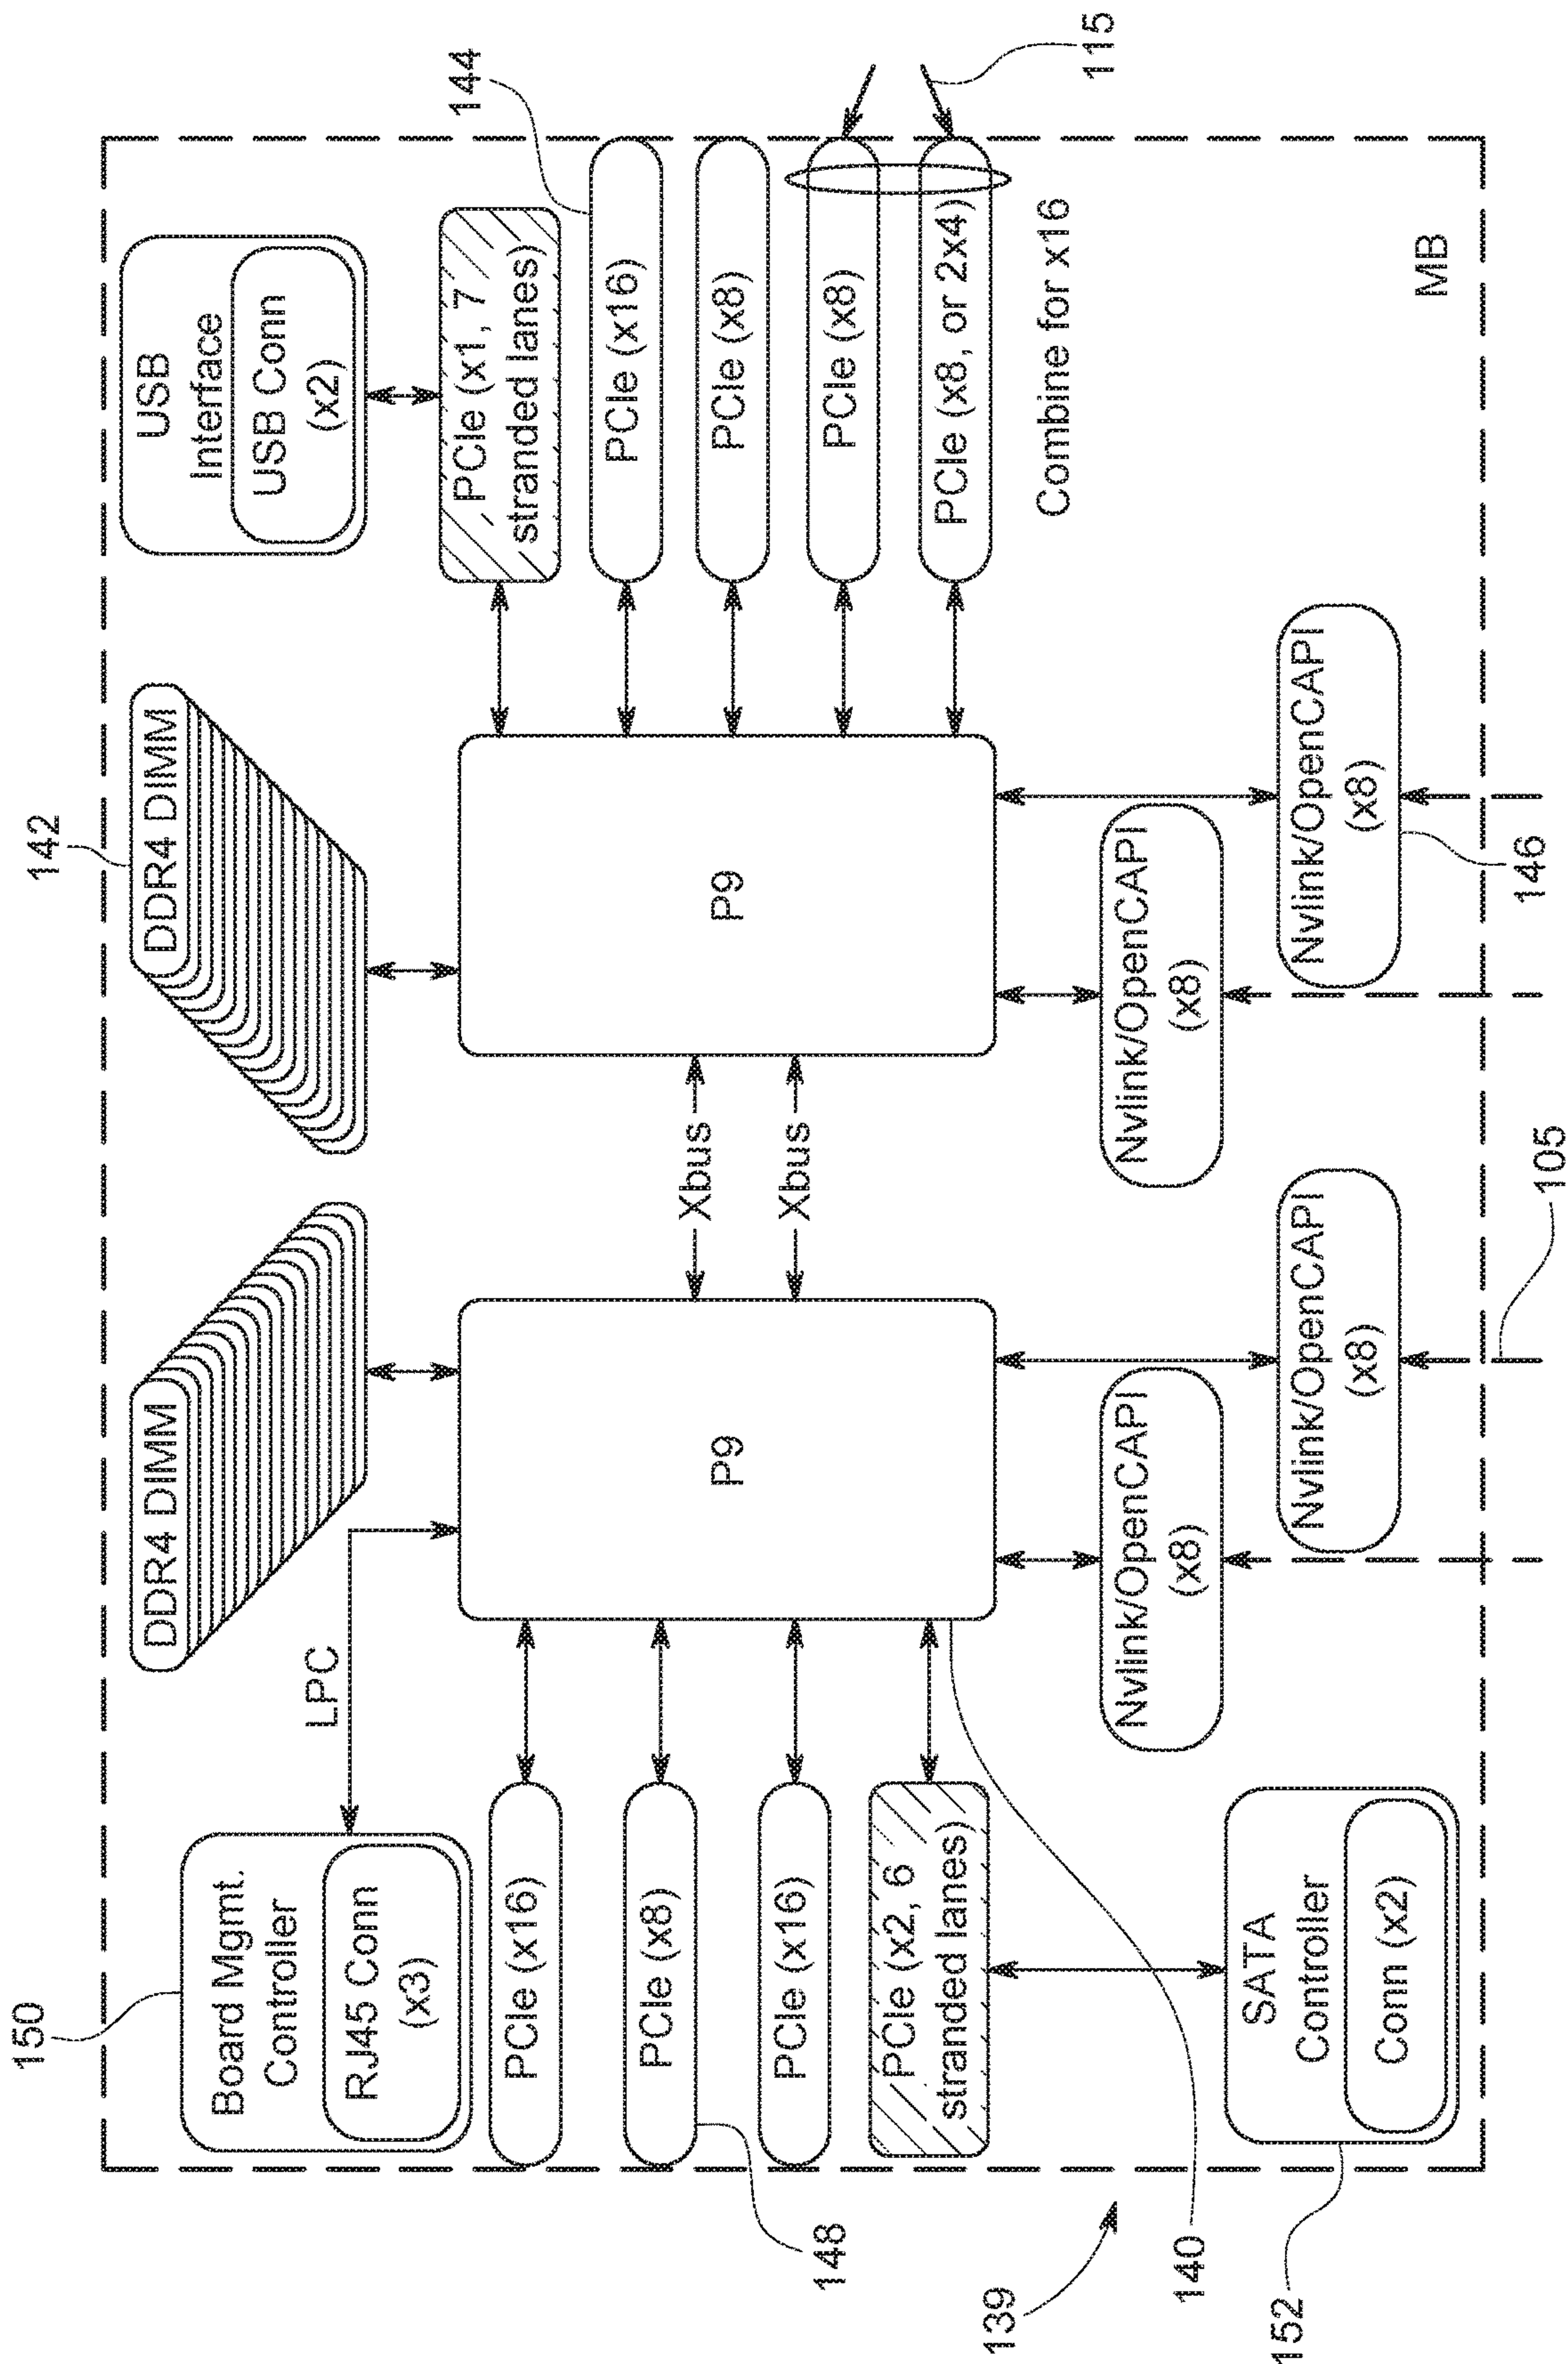 150
142
144
Board Mgmt.
Controller
RJ45 Conn
(x3)
LPC
DDR4 DIMM
DDR4 DIMM
USB
Interface
USB Conn
(x2)
PCIe (x16)
PCIe (x8)
PCIe (x16)
PCIe (x2, 6
stranded lanes)
148
P9
Xbus
Xbus
P9
PCIe (x1, 7
stranded lanes)
PCIe (x16)
PCIe (x8)
PCIe (x8)
PCIe (x8, or 2x4)
Combine for x16
115
139
140
152
SATA
Controller
Conn (x2)
Nvlink/OpenCAPI
(x8)
Nvlink/OpenCAPI
(x8)
Nvlink/OpenCAPI
(x8)
Nvlink/OpenCAPI
(x8)
MB
105
146